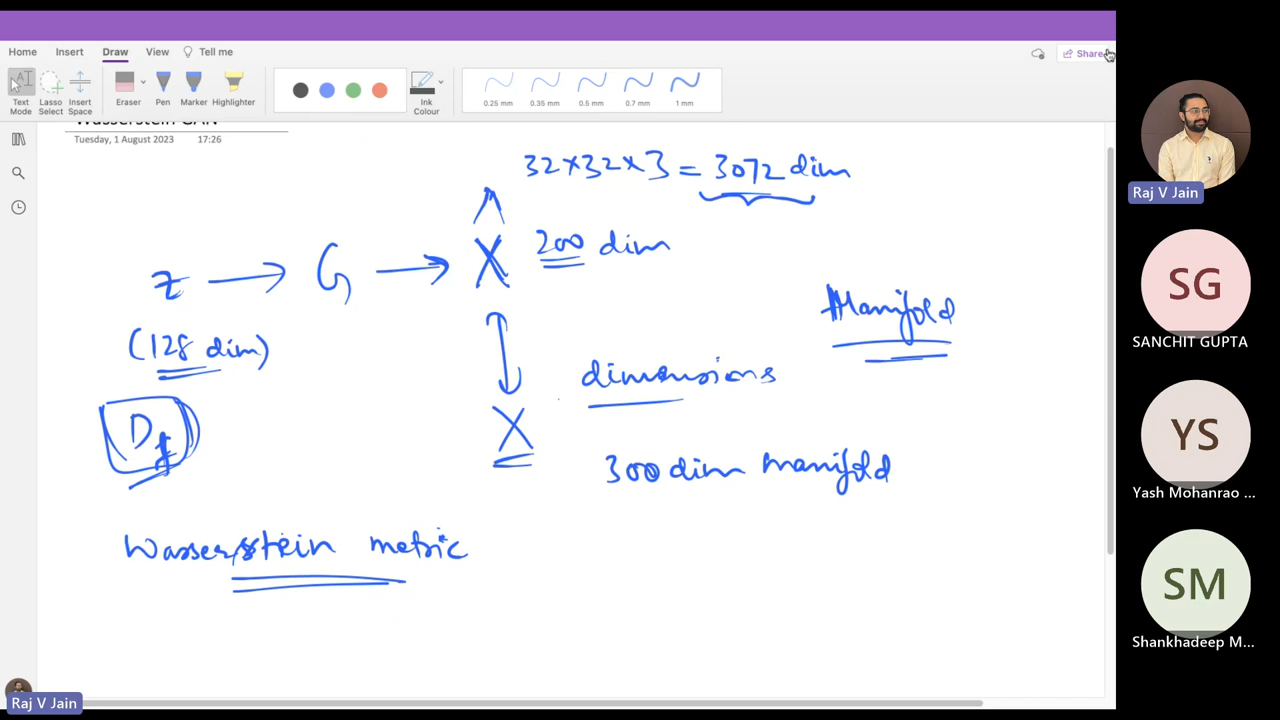 Home Insert Draw View Tell me
Share
Text Mode
Lasso Select
Insert Space
Eraser
Pen
Marker
Highlighter
Ink Colour
0.25 mm
0.35 mm
0.5 mm
0.7 mm
1 mm
Wasserstein GAN
Tuesday, 1 August 2023 17:26
32×32×3 = 3072 dim
z → G → X̂ 200 dim
Manifold
(128 dim)
dimensions
D_f
X
300 dim manifold
Wasserstein metric
Raj V Jain
Raj V Jain
SG
SANCHIT GUPTA
YS
Yash Mohanrao ...
SM
Shankhadeep M...